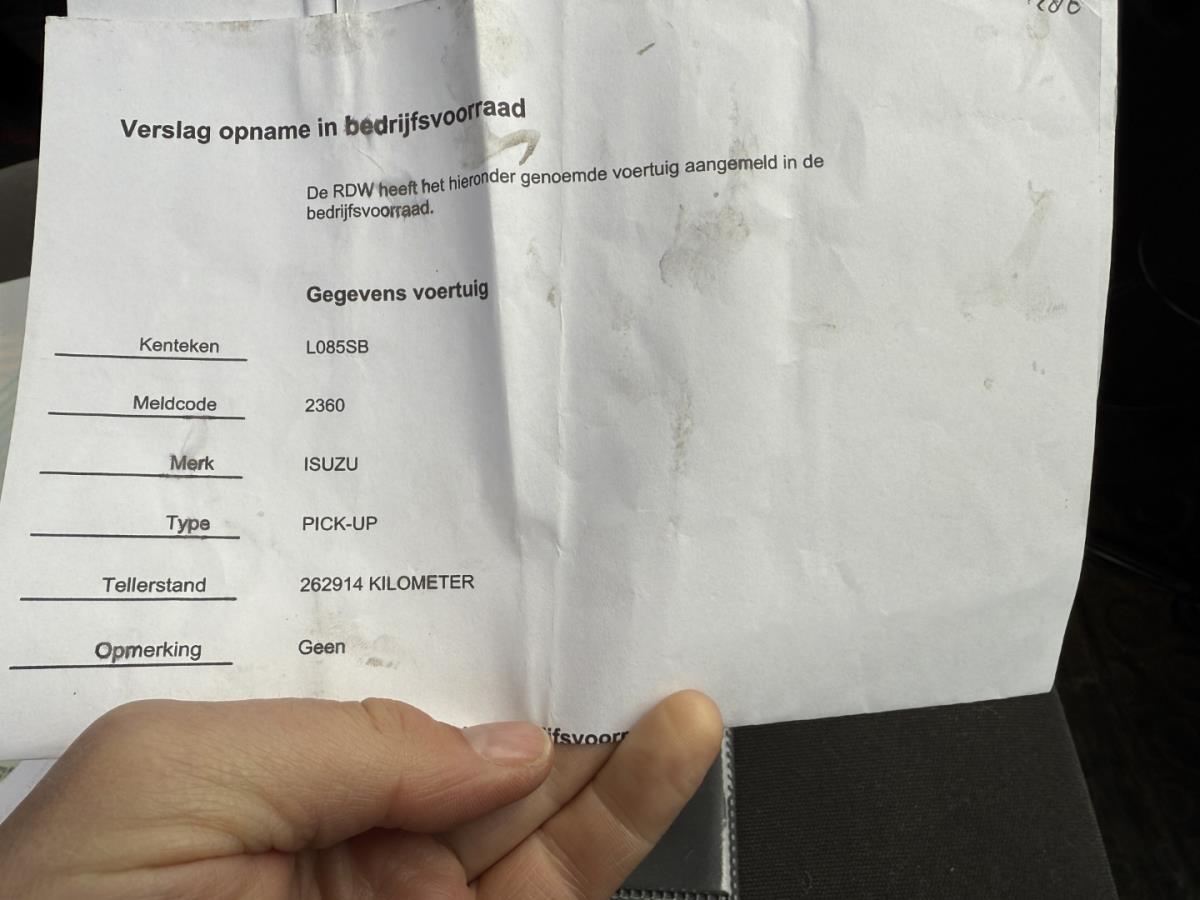 Verslag opname in bedrijfsvoorraad
De RDW heeft het hieronder genoemde voertuig aangemeld in de
bedrijfsvoorraad.
Gegevens voertuig
Kenteken L085SB
Meldcode 2360
Merk ISUZU
Type PICK-UP
Tellerstand 262914 KILOMETER
Opmerking Geen